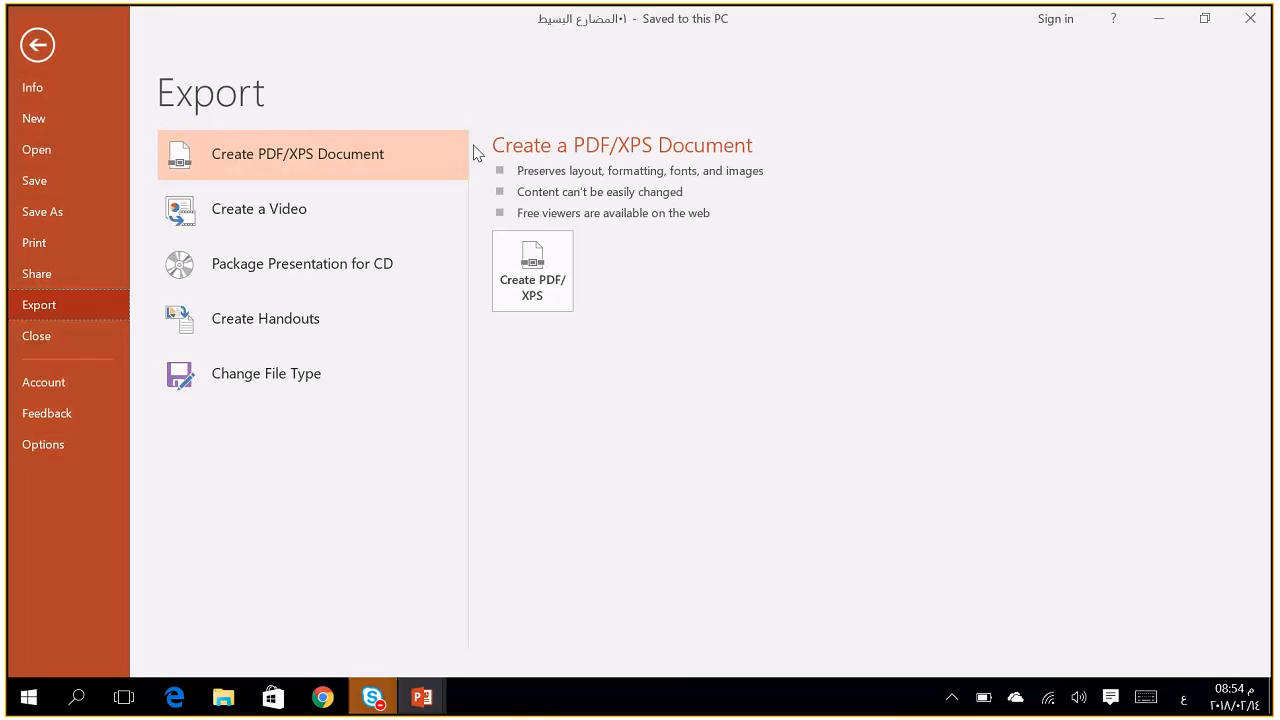 ٠١المضارع البسيط - Saved to this PC
Sign in
?
Info
New
Open
Save
Save As
Print
Share
Export
Close
Account
Feedback
Options
Export
Create PDF/XPS Document
Create a Video
Package Presentation for CD
Create Handouts
Change File Type
Create a PDF/XPS Document
Preserves layout, formatting, fonts, and images
Content can't be easily changed
Free viewers are available on the web
Create PDF/
XPS
ع
08:54 م
٢٠١٨/٠٢/١٤